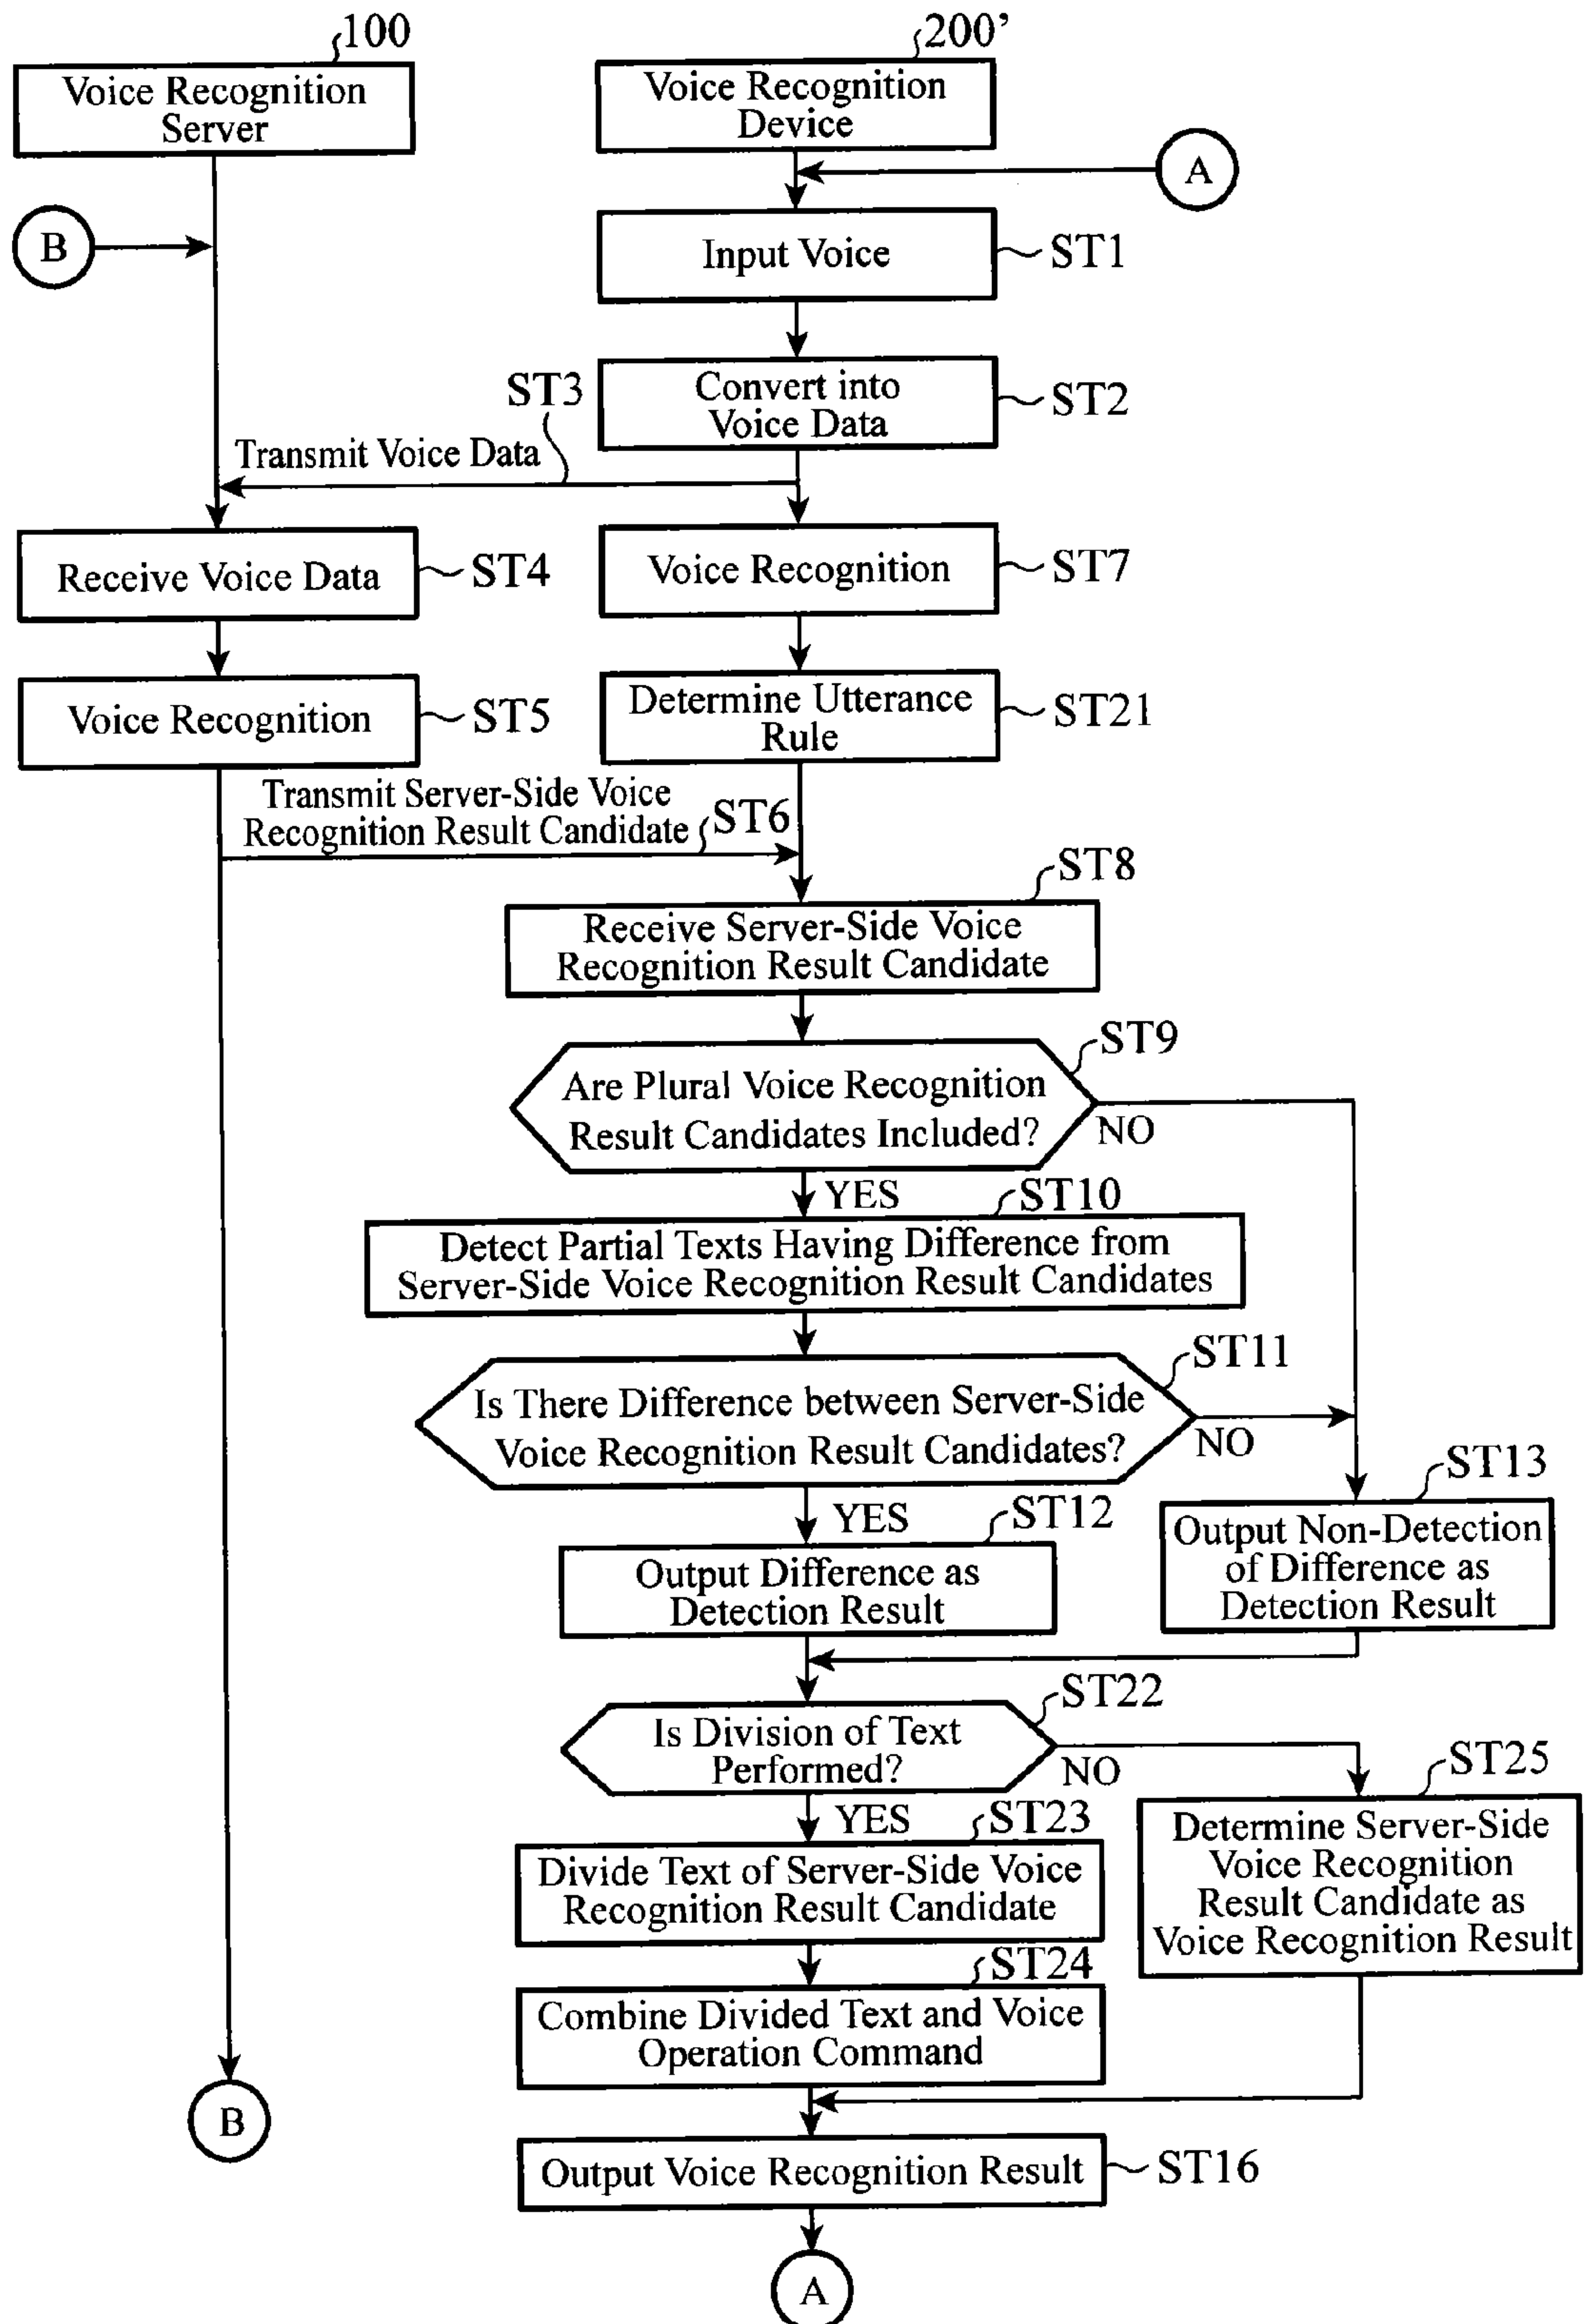 100
Voice Recognition
Server
200’
Voice Recognition
Device
A
B
Input Voice
ST1
Convert into
Voice Data
ST2
ST3
Transmit Voice Data
Receive Voice Data
ST4
Voice Recognition
ST7
Voice Recognition
ST5
Determine Utterance
Rule
ST21
Transmit Server-Side Voice
Recognition Result Candidate
ST6
ST8
Receive Server-Side Voice
Recognition Result Candidate
ST9
Are Plural Voice Recognition
Result Candidates Included?
NO
YES
ST10
Detect Partial Texts Having Difference from
Server-Side Voice Recognition Result Candidates
ST11
Is There Difference between Server-Side
Voice Recognition Result Candidates?
NO
YES
ST12
Output Difference as
Detection Result
ST13
Output Non-Detection
of Difference as
Detection Result
ST22
Is Division of Text
Performed?
NO
YES
ST23
Divide Text of Server-Side Voice
Recognition Result Candidate
ST25
Determine Server-Side
Voice Recognition
Result Candidate as
Voice Recognition Result
ST24
Combine Divided Text and Voice
Operation Command
B
Output Voice Recognition Result
ST16
A